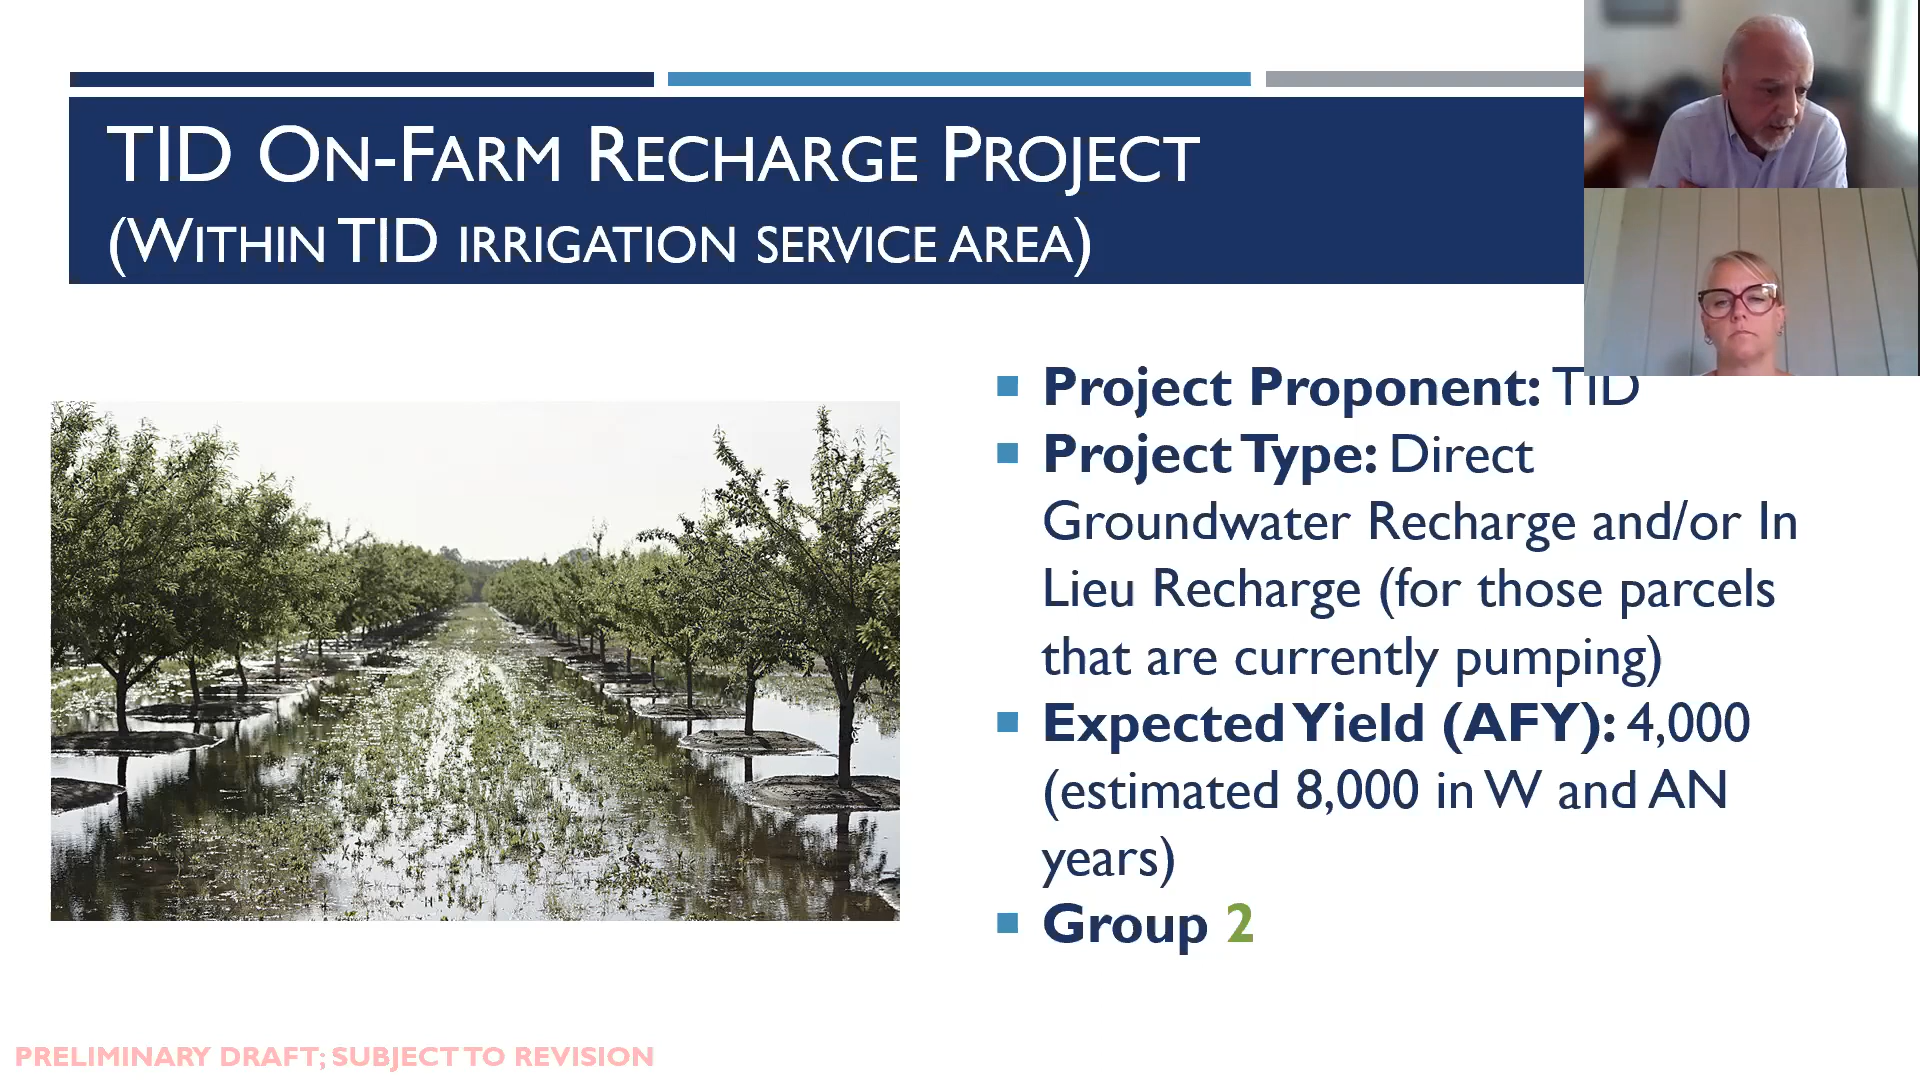 TID ON-FARM RECHARGE PROJECT
(WITHIN TID IRRIGATION SERVICE AREA)
Project Proponent: TID
Project Type: Direct
Groundwater Recharge and/or In
Lieu Recharge (for those parcels
that are currently pumping)
Expected Yield (AFY): 4,000
(estimated 8,000 in W and AN
years)
Group 2
PRELIMINARY DRAFT; SUBJECT TO REVISION